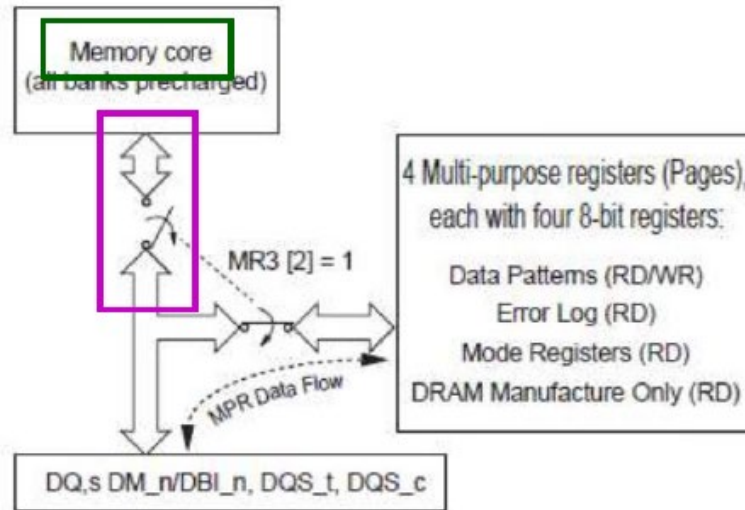 Memory core
(all banks precharged)
4 Multi-purpose registers (Pages),
each with four 8-bit registers:
Data Patterns (RD/WR)
Error Log (RD)
Mode Registers (RD)
DRAM Manufacture Only (RD)
MR3 [2] = 1
MPR Data Flow
DQ,s DM_n/DBI_n, DQS_t, DQS_c